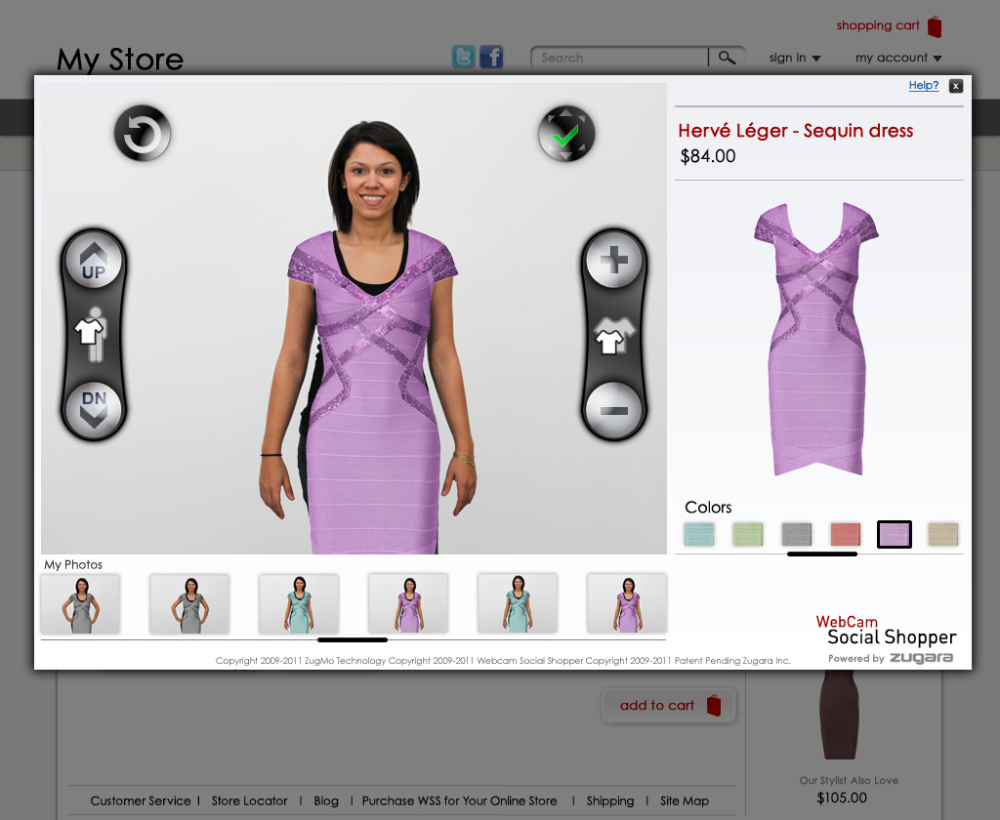 shopping cart
My Store
Search
sign in
my account
Help?
x
Hervé Léger - Sequin dress
$84.00
UP
DN
Colors
My Photos
WebCam
Social Shopper
Powered by zugara
Copyright 2009-2011 ZugMo Technology Copyright 2009-2011 Webcam Social Shopper Copyright 2009-2011 Patent Pending Zugara Inc.
add to cart
Our Stylist Also Love
$105.00
Customer Service | Store Locator | Blog | Purchase WSS for Your Online Store | Shipping | Site Map